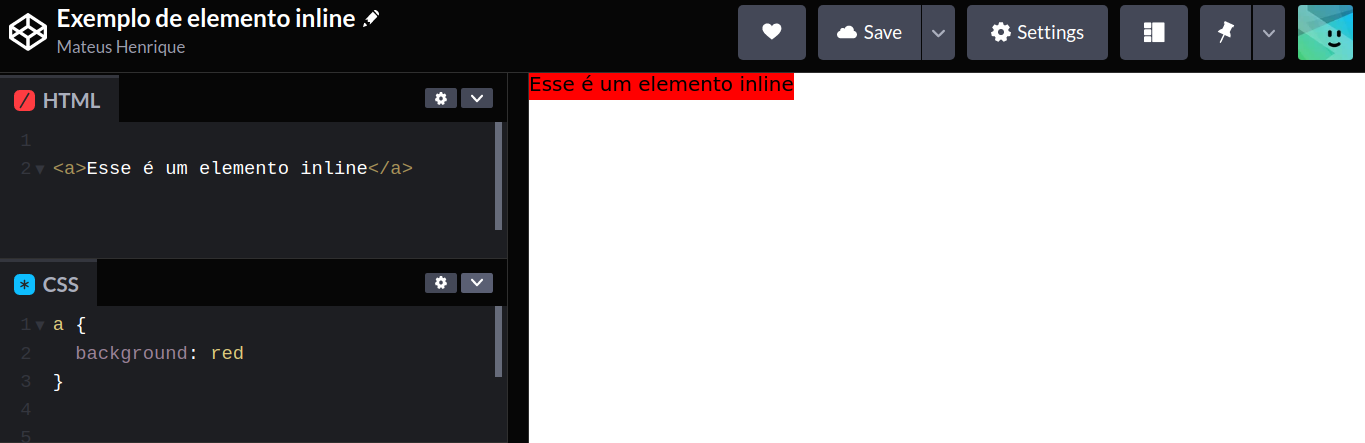 Exemplo de elemento inline
Mateus Henrique
Save
Settings
HTML
1
2 <a>Esse é um elemento inline</a>
CSS
1 a {
2 background: red
3 }
4
5
Esse é um elemento inline